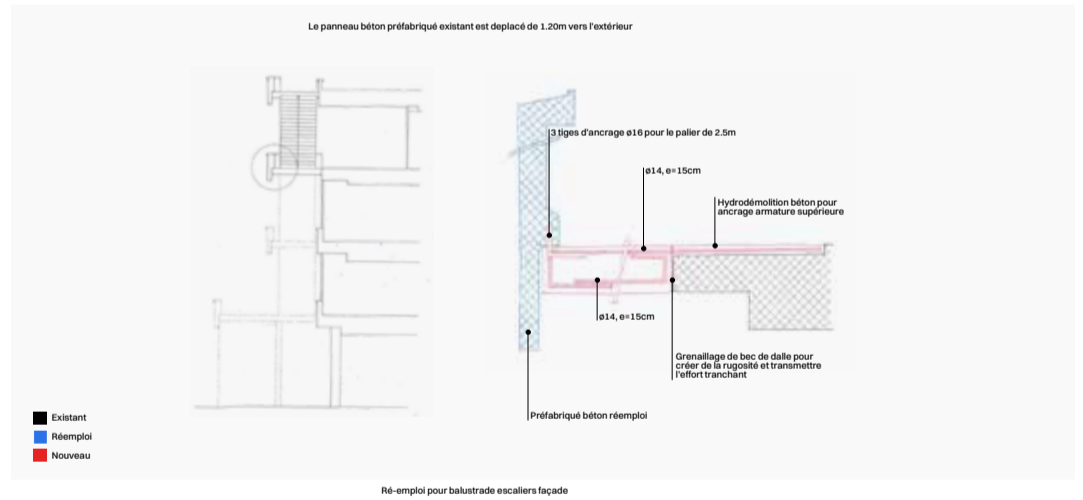 Le panneau béton préfabriqué existant est deplacé de 1.20m vers l'extérieur
3 tiges d'ancrage ø16 pour le palier de 2.5m
ø14, e=15cm
Hydrodémolition béton pour
ancrage armature supérieure
ø14, e=15cm
Grenaillage de bec de dalle pour
créer de la rugosité et transmettre
l'effort tranchant
Préfabriqué béton réemploi
Existant
Réemploi
Nouveau
Ré-emploi pour balustrade escaliers façade